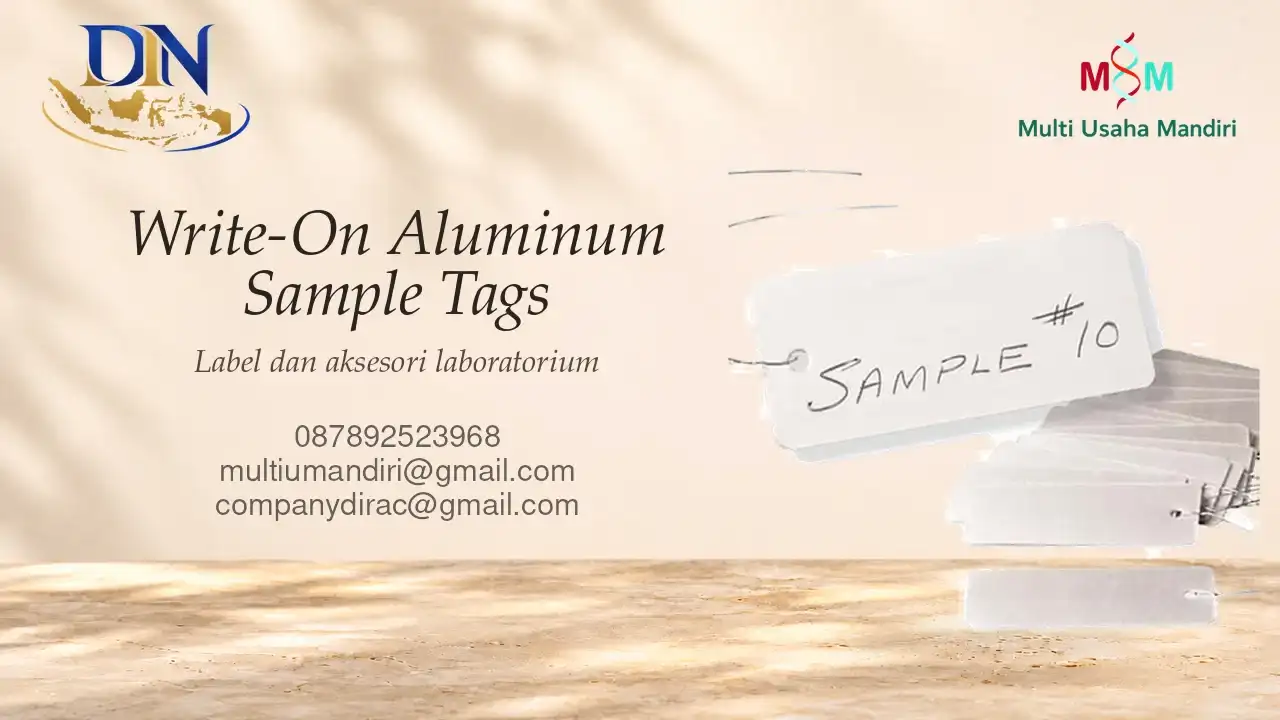 DIN
M M
Multi Usaha Mandiri
Write-On Aluminum
Sample Tags
Label dan aksesori laboratorium
087892523968
multiumandiri@gmail.com
companydirac@gmail.com
SAMPLE #10